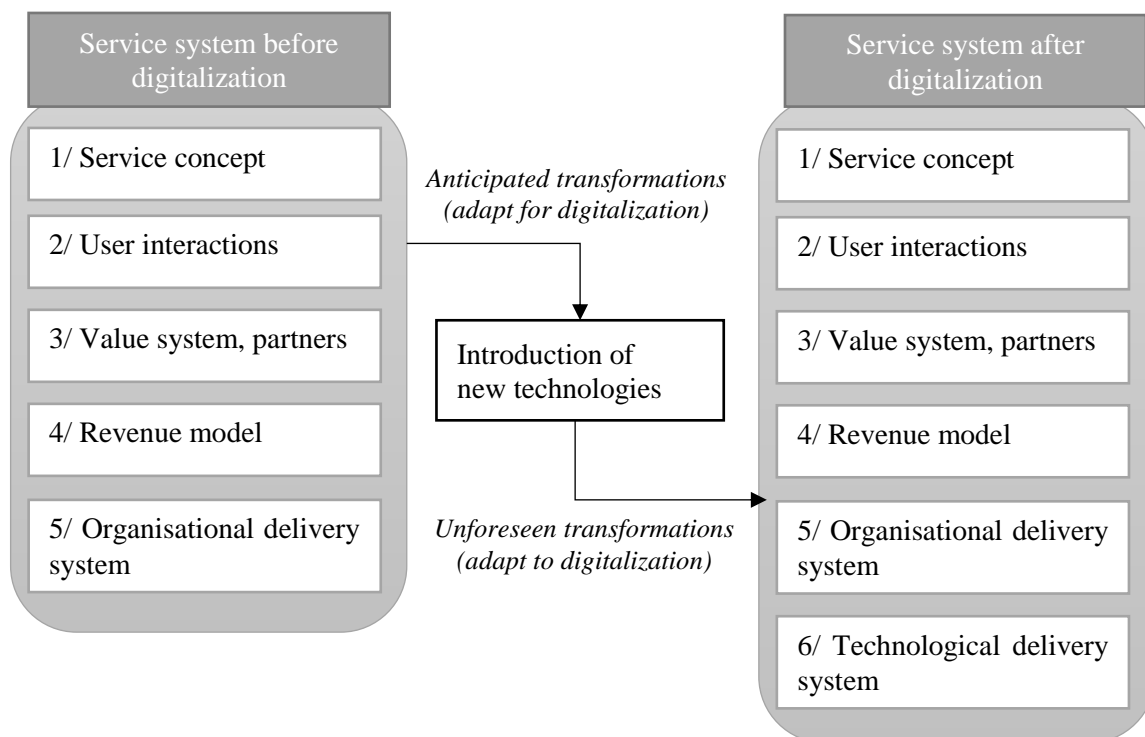 Service system before
digitalization
1/ Service concept
2/ User interactions
3/ Value system, partners
4/ Revenue model
5/ Organisational delivery
system
Anticipated transformations
(adapt for digitalization)
Introduction of
new technologies
Unforeseen transformations
(adapt to digitalization)
Service system after
digitalization
1/ Service concept
2/ User interactions
3/ Value system, partners
4/ Revenue model
5/ Organisational delivery
system
6/ Technological delivery
system